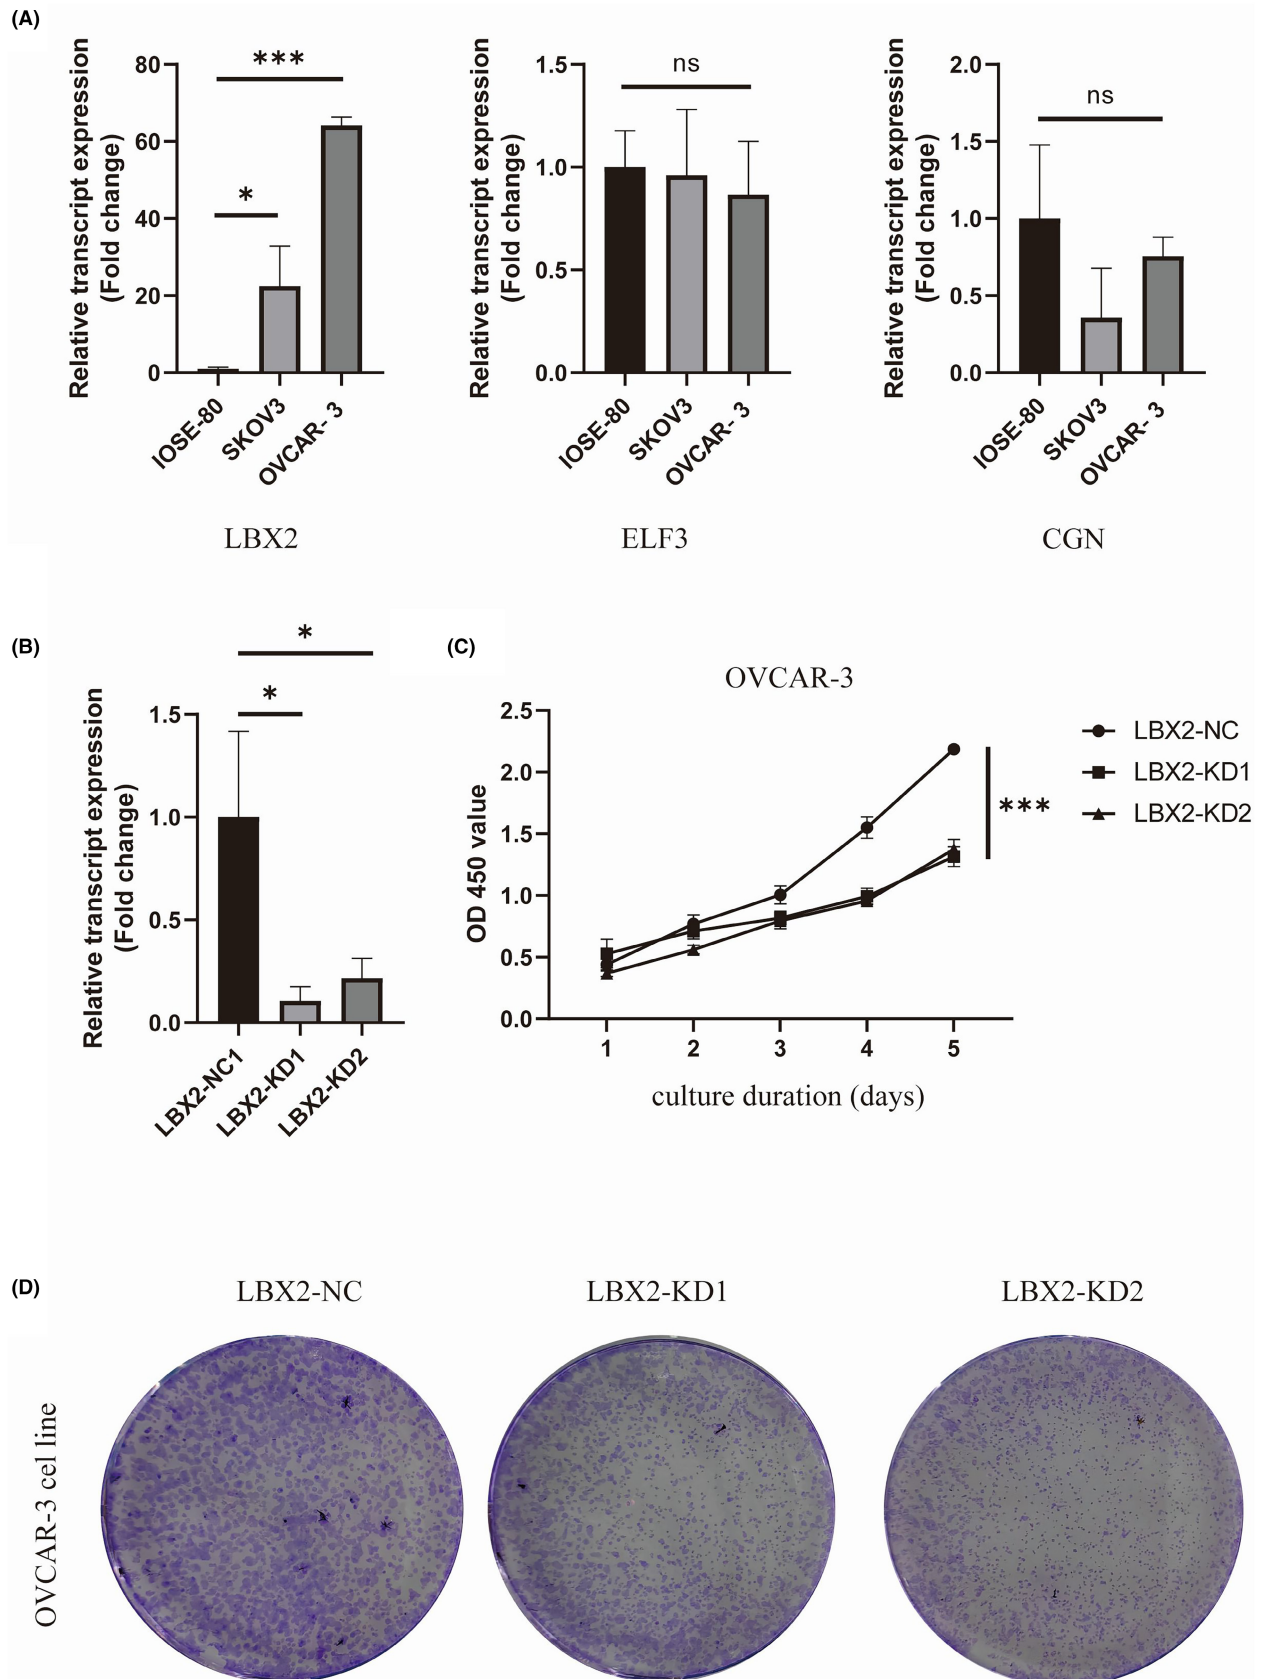 (A)
Relative transcript expression
(Fold change)
80
60
40
20
0
***
*
IOSE-80
SKOV3
OVCAR- 3
LBX2
Relative transcript expression
(Fold change)
1.5
1.0
0.5
0.0
ns
IOSE-80
SKOV3
OVCAR- 3
ELF3
Relative transcript expression
(Fold change)
2.0
1.5
1.0
0.5
0.0
ns
IOSE-80
SKOV3
OVCAR- 3
CGN
(B)
Relative transcript expression
(Fold change)
1.5
1.0
0.5
0.0
*
*
LBX2-NC1
LBX2-KD1
LBX2-KD2
(C)
OVCAR-3
OD 450 value
2.5
2.0
1.5
1.0
0.5
0.0
1 2 3 4 5
culture duration (days)
***
LBX2-NC
LBX2-KD1
LBX2-KD2
(D)
LBX2-NC
LBX2-KD1
LBX2-KD2
OVCAR-3 cel line